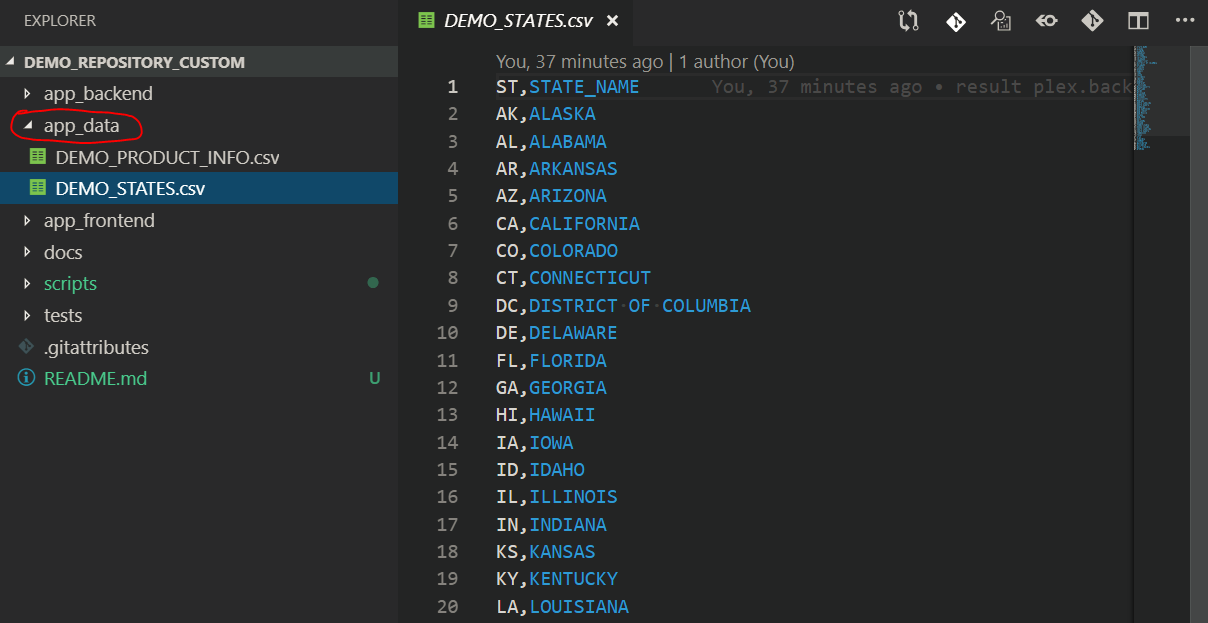 EXPLORER
DEMO_REPOSITORY_CUSTOM
app_backend
app_data
DEMO_PRODUCT_INFO.csv
DEMO_STATES.csv
app_frontend
docs
scripts
tests
.gitattributes
README.md U
DEMO_STATES.csv
You, 37 minutes ago | 1 author (You)
1 ST,STATE_NAME You, 37 minutes ago • result plex.back
2 AK,ALASKA
3 AL,ALABAMA
4 AR,ARKANSAS
5 AZ,ARIZONA
6 CA,CALIFORNIA
7 CO,COLORADO
8 CT,CONNECTICUT
9 DC,DISTRICT OF COLUMBIA
10 DE,DELAWARE
11 FL,FLORIDA
12 GA,GEORGIA
13 HI,HAWAII
14 IA,IOWA
15 ID,IDAHO
16 IL,ILLINOIS
17 IN,INDIANA
18 KS,KANSAS
19 KY,KENTUCKY
20 LA,LOUISIANA